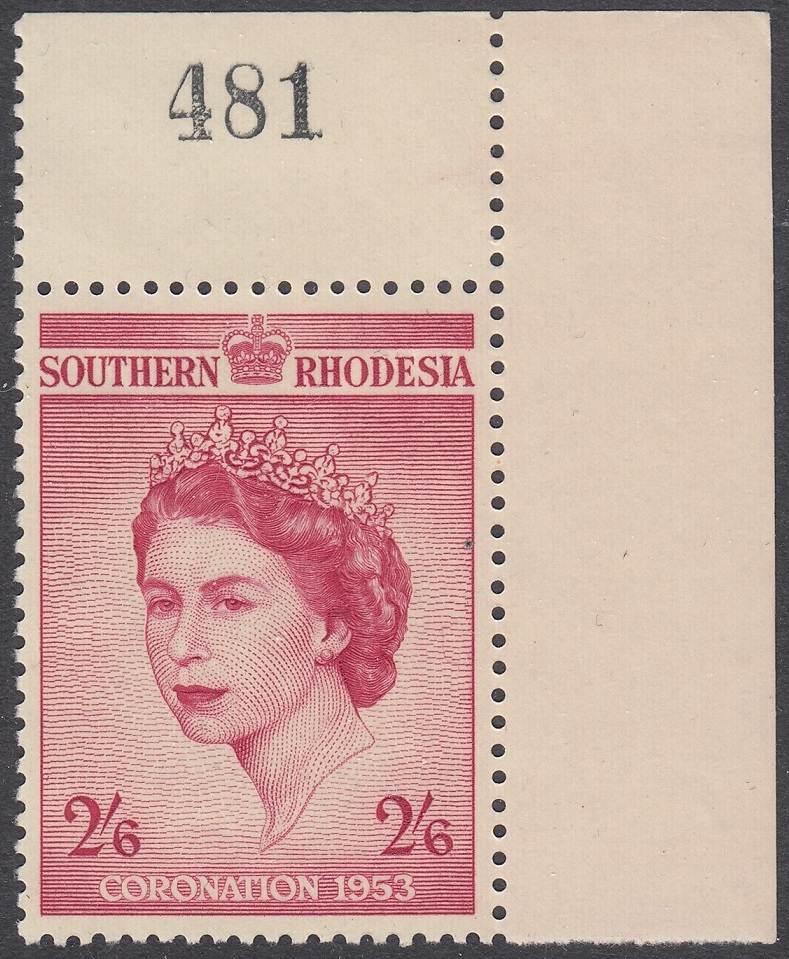 481
SOUTHERN RHODESIA
2/6 2/6
CORONATION 1953